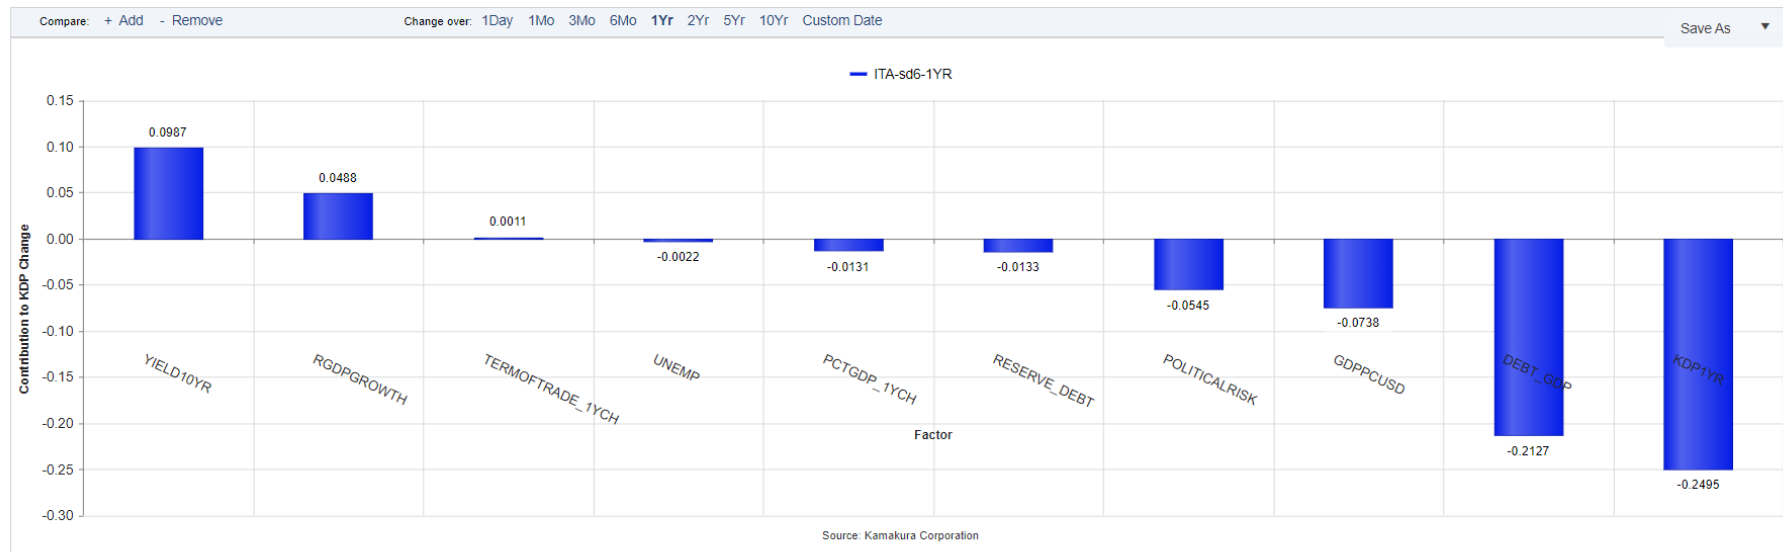 Compare: + Add - Remove Change over: 1Day 1Mo 3Mo 6Mo 1Yr 2Yr 5Yr 10Yr Custom Date
Save As ▼
ITA-sd6-1YR
Contribution to KDP Change
0.15
0.10
0.05
0.00
-0.05
-0.10
-0.15
-0.20
-0.25
-0.30
0.0987
0.0488
0.0011
-0.0022
-0.0131
-0.0133
-0.0545
-0.0738
-0.2127
-0.2495
YIELD10YR
RGDPGROWTH
TERMOFTRADE_1YCH
UNEMP
PCTGDP_1YCH
RESERVE_DEBT
POLITICALRISK
GDPPCUSD
DEBT_GDP
KDP1YR
Factor
Source: Kamakura Corporation